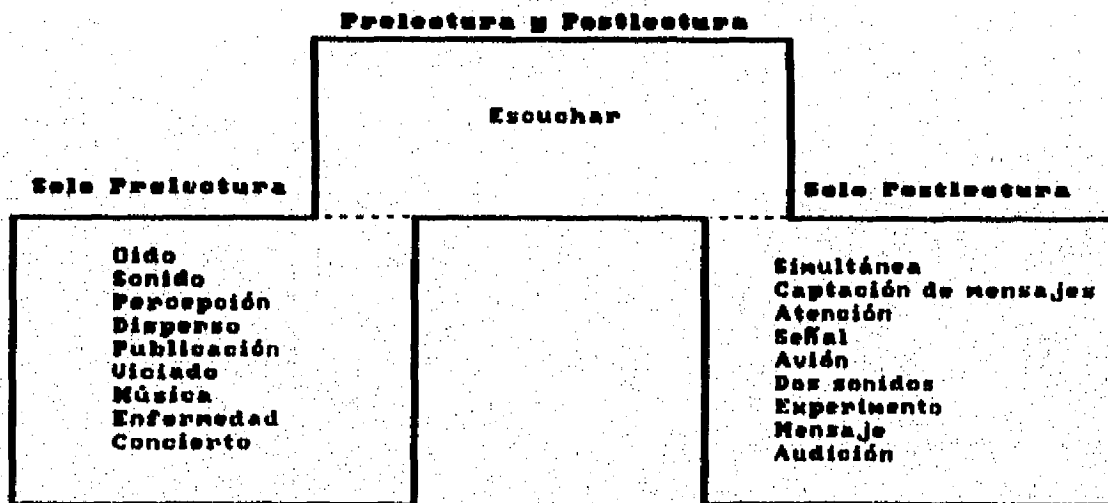 Prelectura y Postlectura
Escuchar
Solo Prelectura
Solo Postlectura
Oido
Sonido
Percepción
Disperso
Publicación
Viciado
Música
Enfermedad
Concierto
Simultánea
Captación de mensajes
Atención
Señal
Avión
Dos sonidos
Experimento
Mensaje
Audición